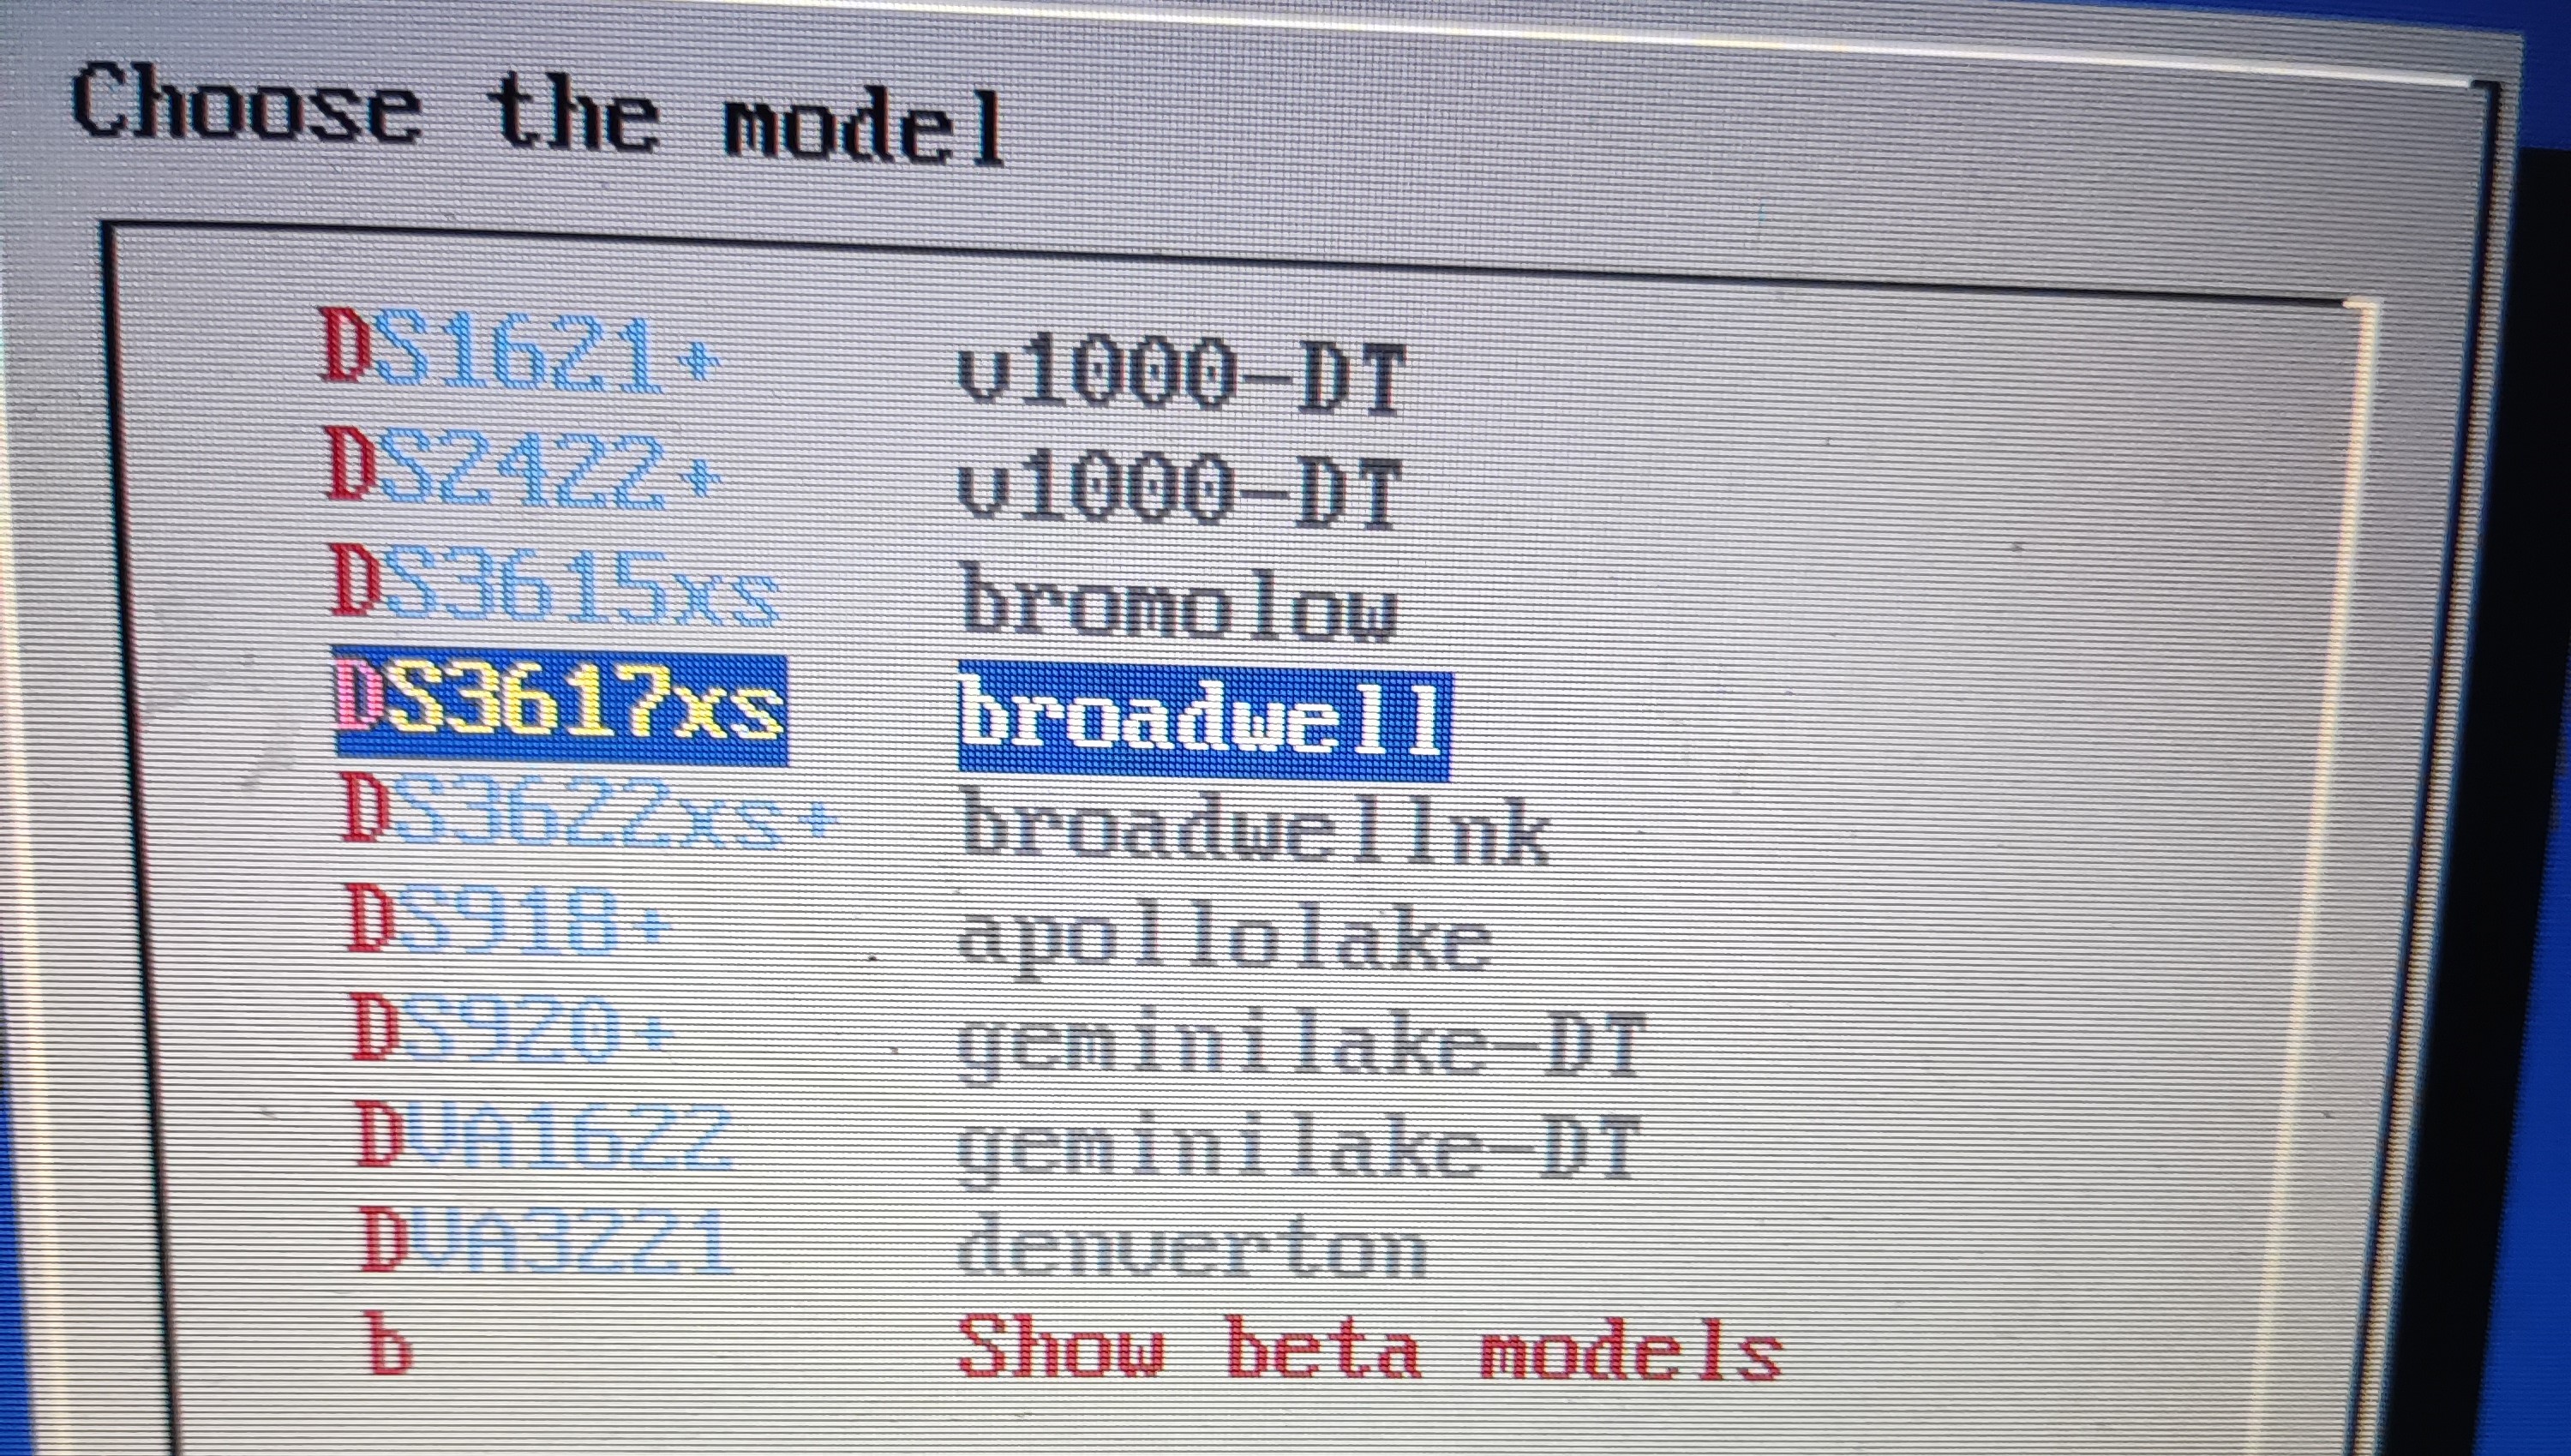 Choose the model
DS1621+ v1000-DT
DS2422+ v1000-DT
DS3615xs bromolow
DS3617xs broadwell
DS3622xs+ broadwellnk
DS918+ apollolake
DS920+ geminilake-DT
DVA1622 geminilake-DT
DVA3221 denverton
b Show beta models